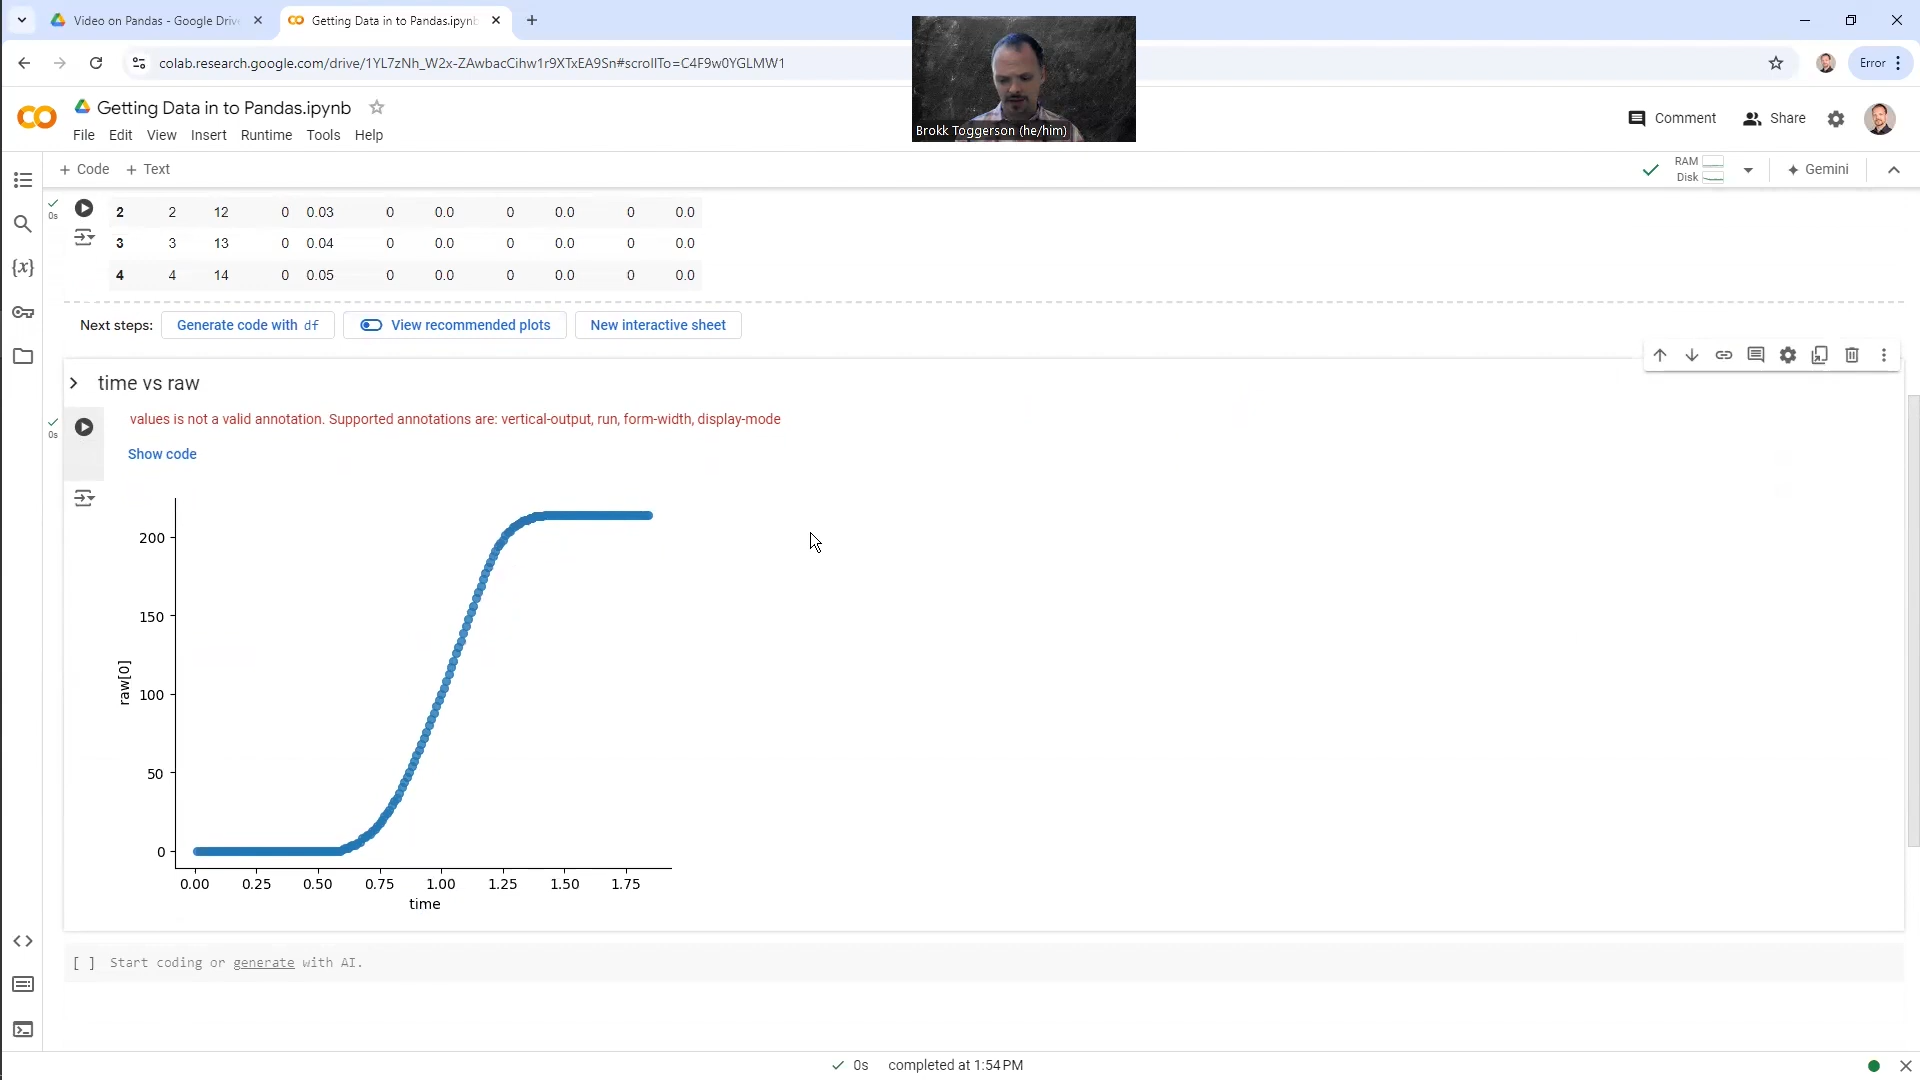 Video on Pandas - Google Driv
Getting Data in to Pandas.ipynb
colab.research.google.com/drive/1YL7zNh_W2x-ZAwbacCihw1r9XTxEA9Sn#scrollTo=C4F9w0YGLMW1
Error
Brokk Toggerson (he/him)
CO
Getting Data in to Pandas.ipynb
Comment
Share
File Edit View Insert Runtime Tools Help
+ Code + Text
RAM
Disk
Gemini
0s
2 2 12 0 0.03 0 0.0 0 0.0 0 0.0
3 3 13 0 0.04 0 0.0 0 0.0 0 0.0
4 4 14 0 0.05 0 0.0 0 0.0 0 0.0
{x}
Next steps: Generate code with df View recommended plots New interactive sheet
time vs raw
0s
values is not a valid annotation. Supported annotations are: vertical-output, run, form-width, display-mode
Show code
200
150
100
50
0
raw[0]
0.00 0.25 0.50 0.75 1.00 1.25 1.50 1.75
time
[ ] Start coding or generate with AI.
0s completed at 1:54 PM